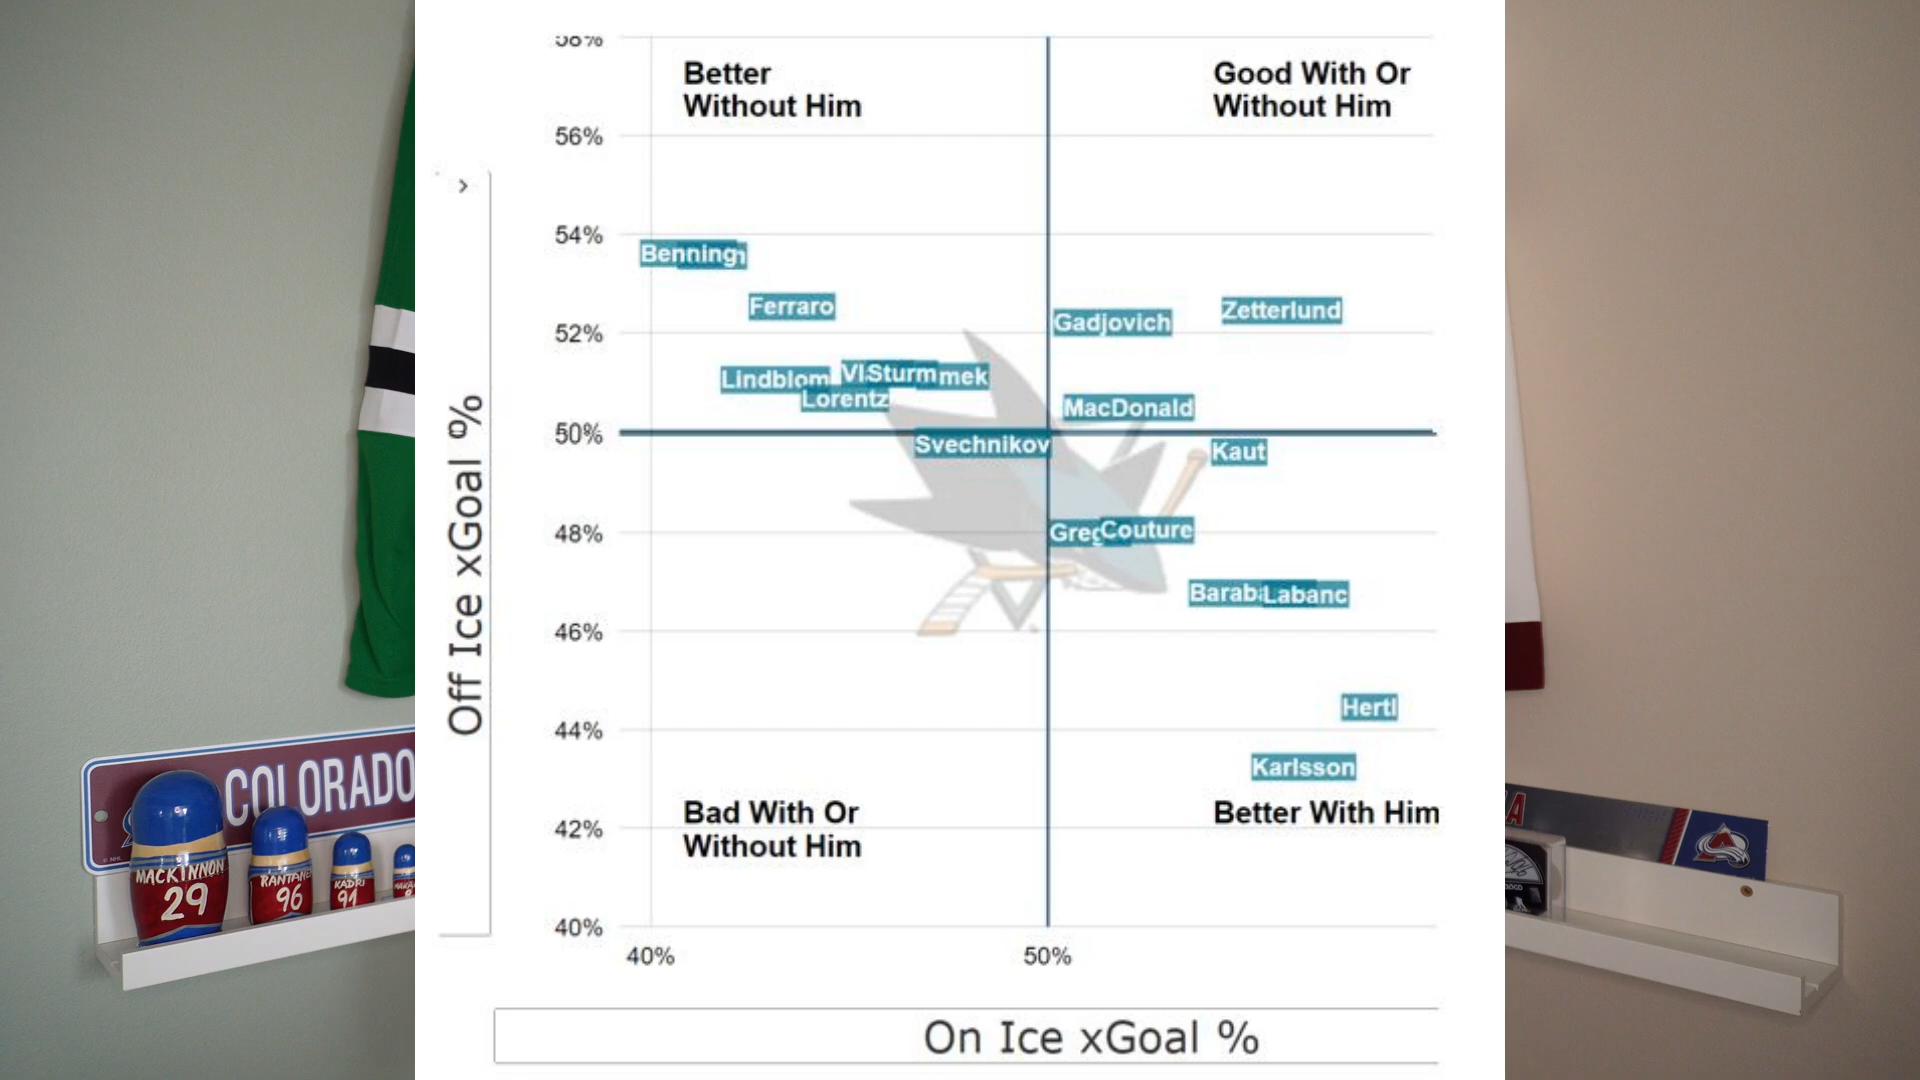 58%
Better
Without Him
Good With Or
Without Him
56%
54%
Benning
Ferraro
Zetterlund
Gadjovich
52%
Lindblom
Sturm
Lorentz
MacDonald
50%
Svechnikov
Kaut
48%
Couture
Labanc
46%
Hertl
44%
Karlsson
Bad With Or
Without Him
Better With Him
42%
40%
40%
50%
Off Ice xGoal %
On Ice xGoal %
COLORADO
MACKINNON
29
96
KADRI
91